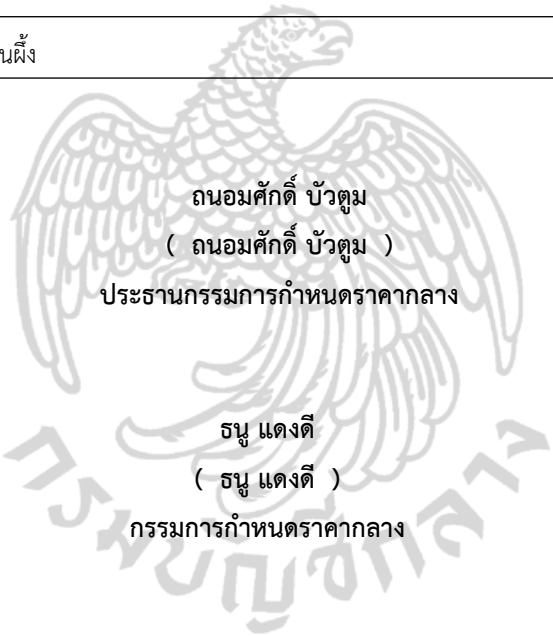 นผึ้ง
ถนอมศักดิ์ บัวตูม
( ถนอมศักดิ์ บัวตูม )
ประธานกรรมการกำหนดราคากลาง
ธนู แดงดี
( ธนู แดงดี )
กรรมการกำหนดราคากลาง
กรมบัญชีกลาง